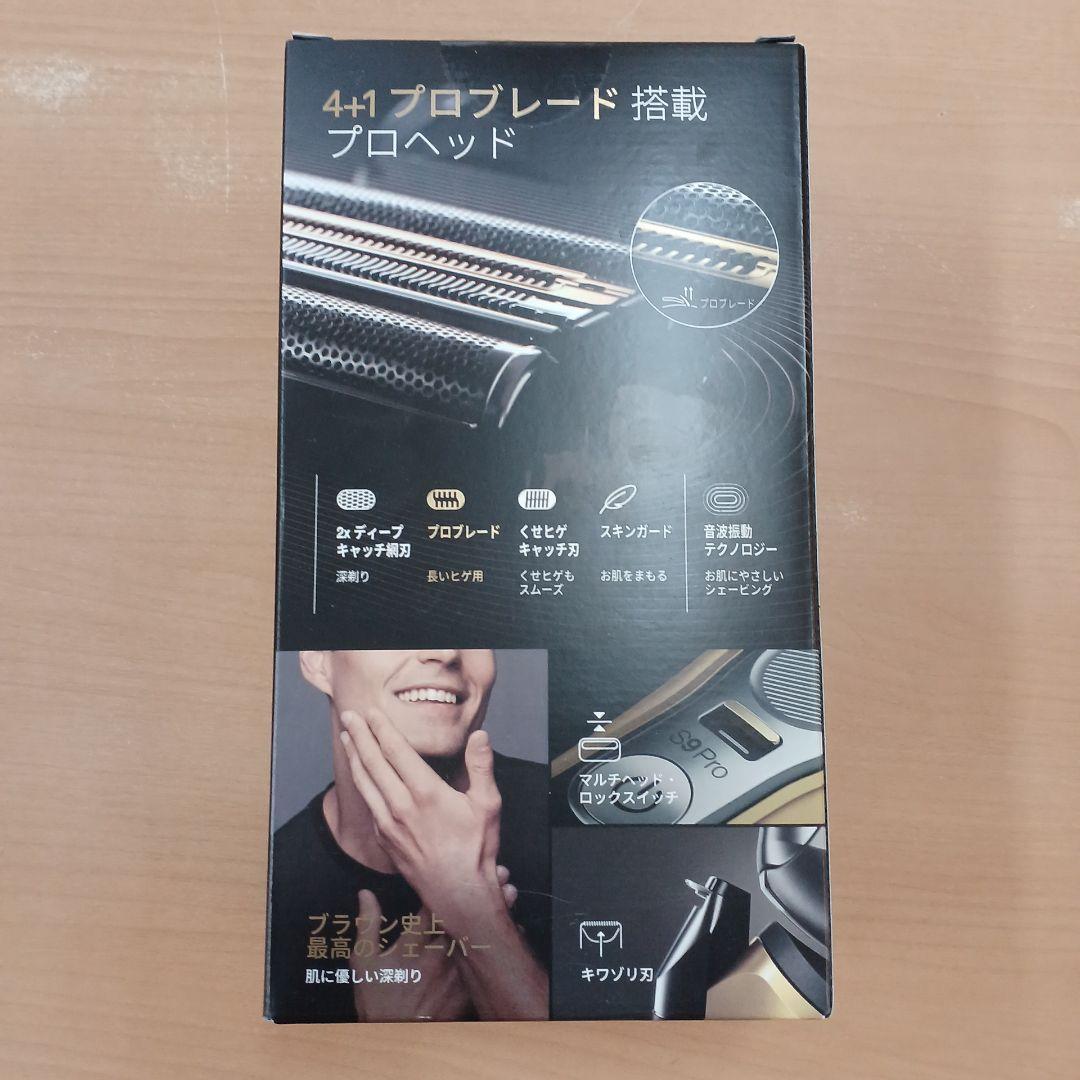 4+1 プロブレード 搭載
プロヘッド
プロブレード
2x ディープ
キャッチ網刃
深剃り
プロブレード
長いヒゲ用
くせヒゲ
キャッチ刃
くせヒゲも
スムーズ
スキンガード
お肌をまもる
音波振動
テクノロジー
お肌にやさしい
シェービング
S9 Pro
マルチヘッド・
ロックスイッチ
ブラウン史上
最高のシェーバー
肌に優しい深剃り
キワゾリ刃